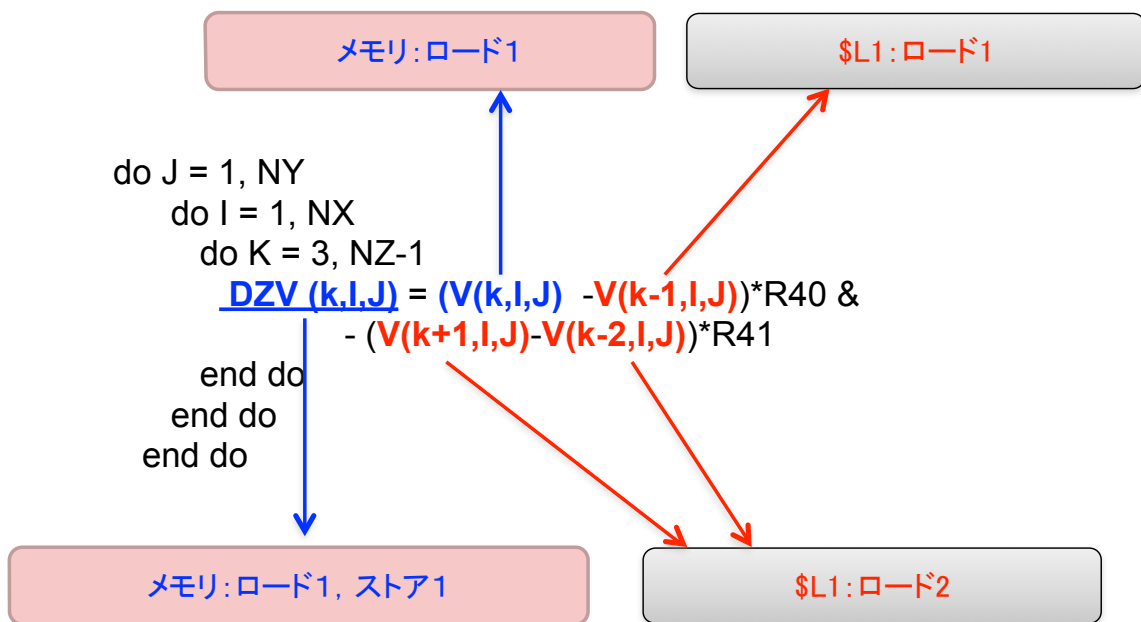 メモリ：ロード1
$L1：ロード1
do J = 1, NY
do I = 1, NX
do K = 3, NZ-1
DZV (k,I,J) = (V(k,I,J) -V(k-1,I,J))*R40 &
- (V(k+1,I,J)-V(k-2,I,J))*R41
end do
end do
end do
メモリ：ロード1，ストア1
$L1：ロード2